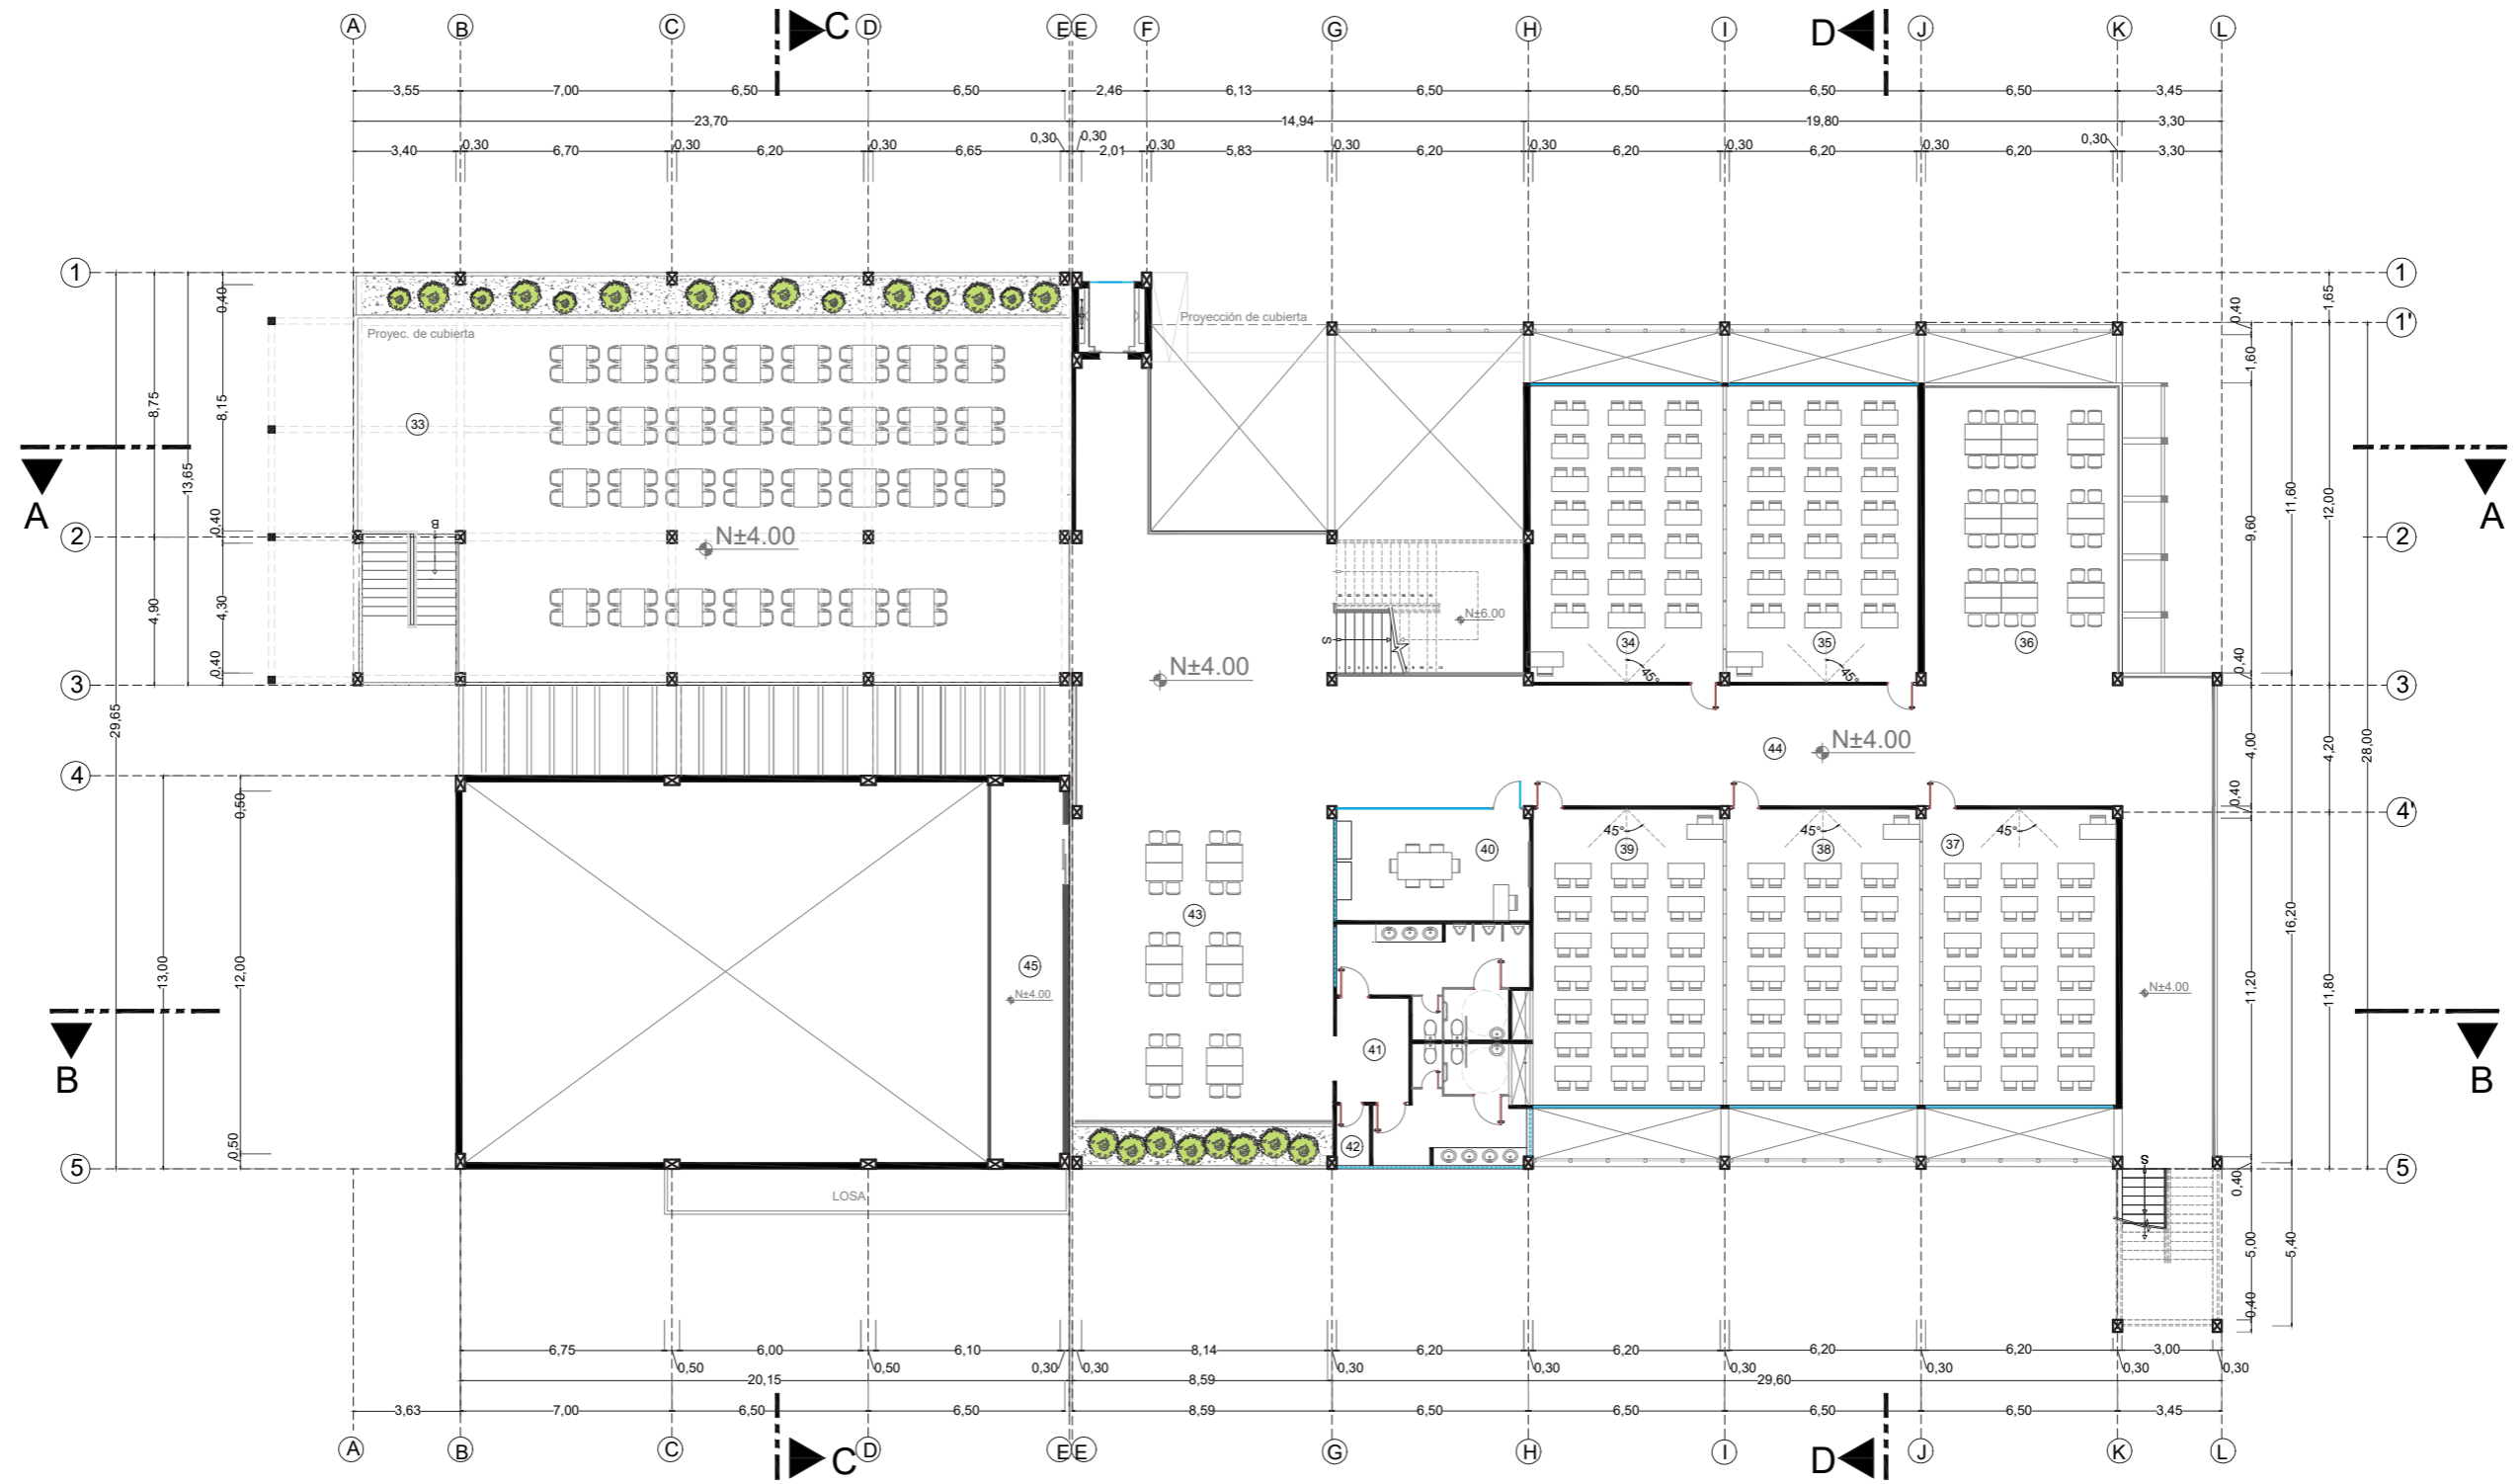 A B C D E E F G H I J K L
C D
3,55 7,00 6,50 6,50 2,46 6,13 6,50 6,50 6,50 6,50 3,45
23,70 14,94 19,80 3,30
3,40 0,30 6,70 0,30 6,20 0,30 6,65 0,30 0,30 2,01 0,30 5,83 0,30 6,20 0,30 6,20 0,30 6,20 0,30 6,20 0,30 3,30
1 1
1,65
0,40 0,40
1'
Proyec. de cubierta Proyección de cubierta
1,60
8,75 8,15
33
13,65
11,60 12,00
A A
9,60
0,40
B
2 2
N±4.00
4,90 4,30
N±6.00
S
34 35 36
45° 45°
0,40 0,40
3 3
N±4.00
29,65
44 N±4.00
4,00 4,20 28,00
4 0,50
0,40
4'
45° 45° 45°
40 39 38 37
43
16,20
13,00 12,00
45
N±4.00 N±4.00
11,20 11,80
B B
41
0,50 42
5 5
S
0,40
LOSA
5,00 5,40
0,40
6,75 6,00 6,10 8,14 6,20 6,20 6,20 6,20 3,00
0,50 0,50 0,30 0,30 0,30 0,30 0,30 0,30 0,30 0,30
20,15 8,59 29,60
3,63 7,00 6,50 6,50 8,59 6,50 6,50 6,50 6,50 3,45
A B C D E E G H I J K L
C D